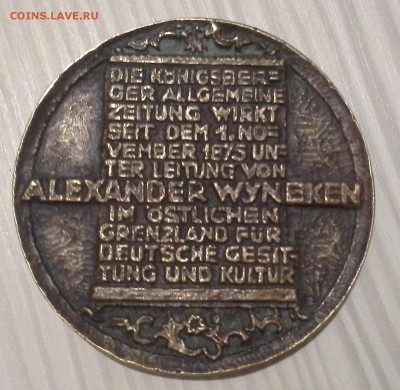 COINS.LAVE.RU
DIE KÖNIGSBER=
GER ALLGEMEINE
ZEITUNG WIRKT
SEIT DEM 1. NO=
VEMBER 1875 UN=
TER LEITUNG VON
ALEXANDER WYNEKEN
IM ÖSTLICHEN
GRENZLAND FÜR
DEUTSCHE GESIT=
TUNG UND KULTUR